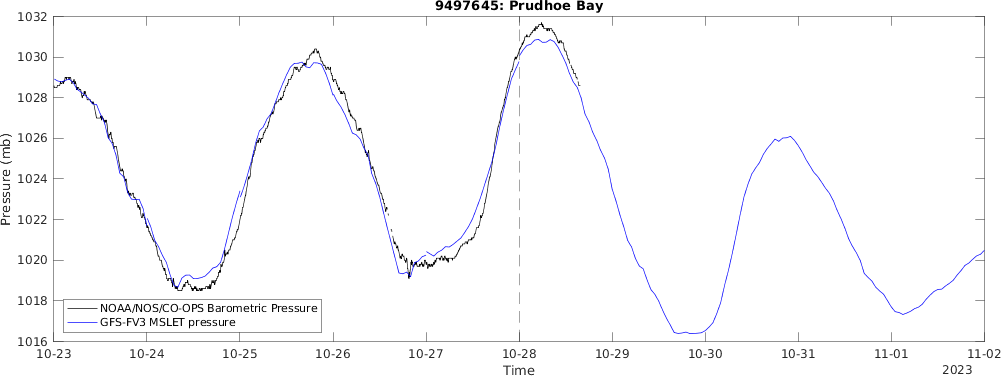 9497645: Prudhoe Bay
Pressure (mb)
1032
1030
1028
1026
1024
1022
1020
1018
1016
NOAA/NOS/CO-OPS Barometric Pressure
GFS-FV3 MSLET pressure
10-23 10-24 10-25 10-26 10-27 10-28 10-29 10-30 10-31 11-01 11-02
Time
2023